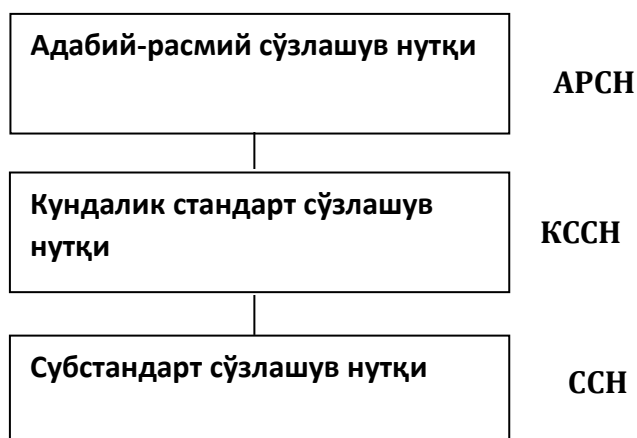 Адабий-расмий сўзлашув нутқи
АРСН
Кундалик стандарт сўзлашув
нутқи
КССН
Субстандарт сўзлашув нутқи
ССН